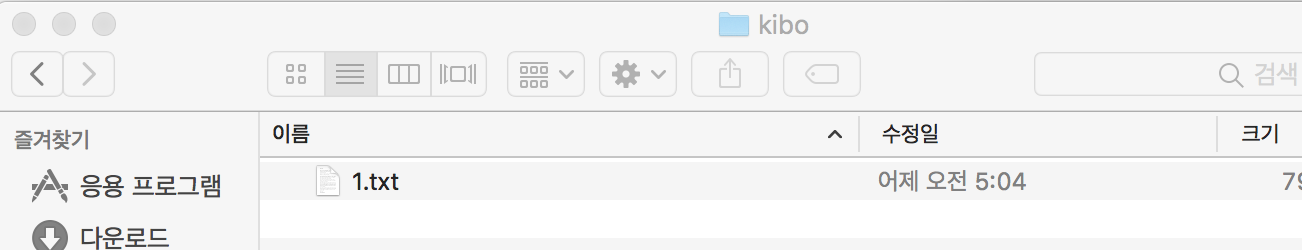 kibo
검색
즐겨찾기
이름 수정일 크기
응용 프로그램
1.txt 어제 오전 5:04 79
다운로드